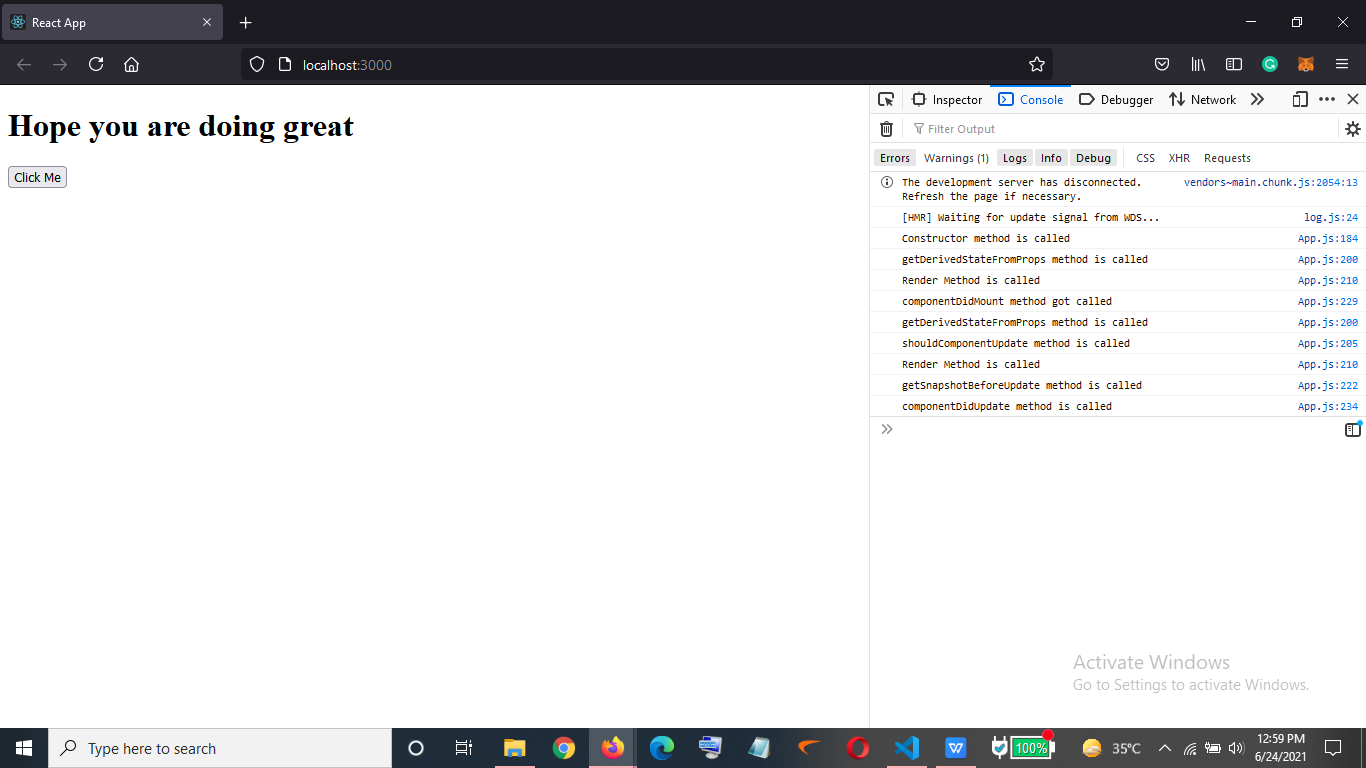 React App
localhost:3000
Hope you are doing great
Click Me
Inspector Console Debugger Network
Filter Output
Errors Warnings (1) Logs Info Debug CSS XHR Requests
The development server has disconnected. vendors~main.chunk.js:2054:13
Refresh the page if necessary.
[HMR] Waiting for update signal from WDS... log.js:24
Constructor method is called App.js:184
getDerivedStateFromProps method is called App.js:200
Render Method is called App.js:210
componentDidMount method got called App.js:229
getDerivedStateFromProps method is called App.js:200
shouldComponentUpdate method is called App.js:205
Render Method is called App.js:210
getSnapshotBeforeUpdate method is called App.js:222
componentDidUpdate method is called App.js:234
Activate Windows
Go to Settings to activate Windows.
Type here to search
100%
35°C
12:59 PM
6/24/2021